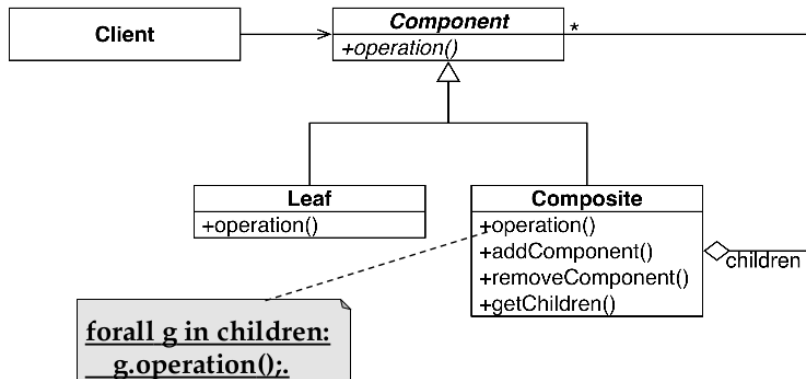 Client
Component
+operation()
*
Leaf
+operation()
Composite
+operation()
+addComponent()
+removeComponent()
+getChildren()
children
forall g in children:
g.operation();.